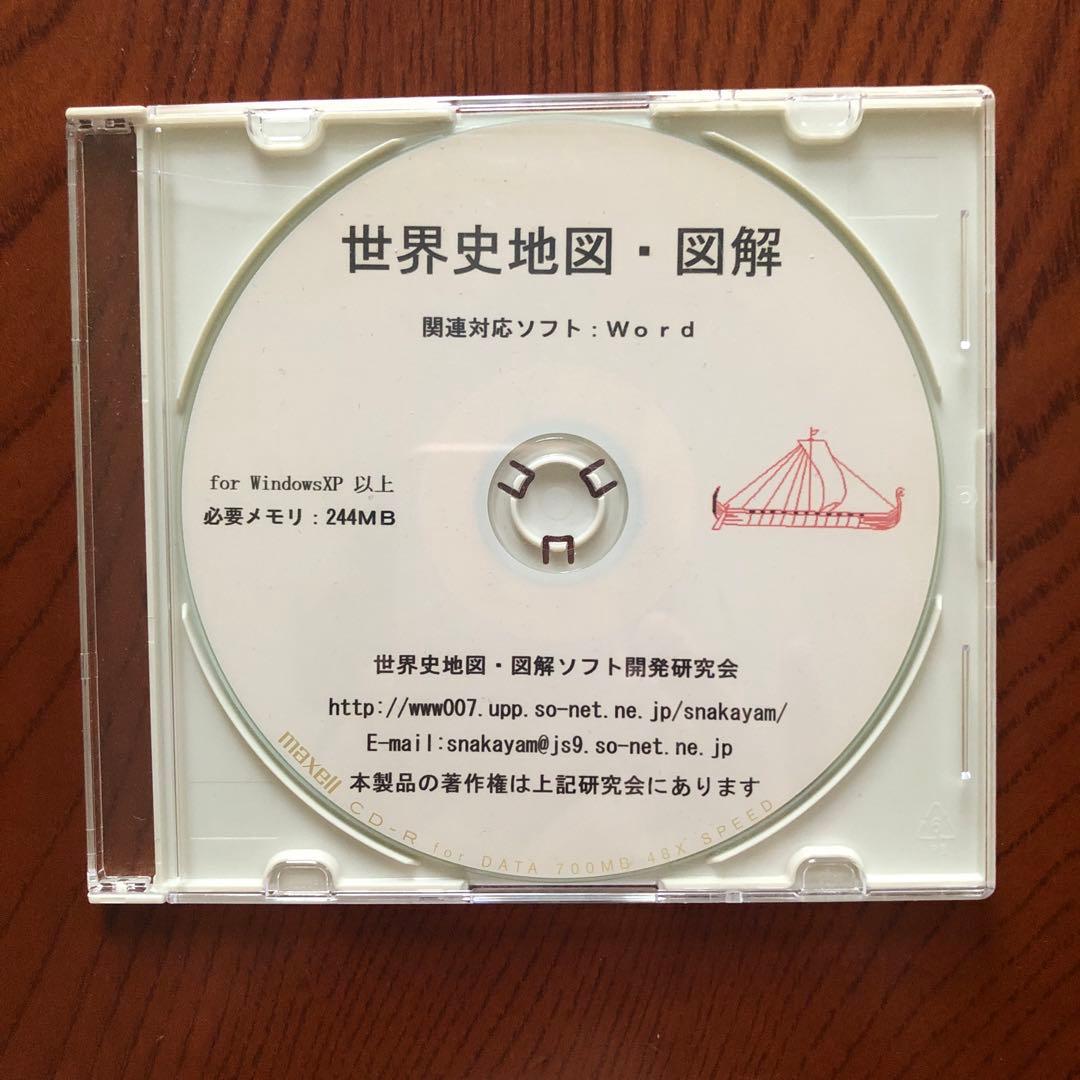 世界史地図・図解
関連対応ソフト：Ｗｏｒｄ
for WindowsXP 以上
必要メモリ：244ＭＢ
世界史地図・図解ソフト開発研究会
http://www007.upp.so-net.ne.jp/snakayam/
E-mail:snakayam@js9.so-net.ne.jp
本製品の著作権は上記研究会にあります
maxell
CD-R for DATA 700MB 48X SPEED